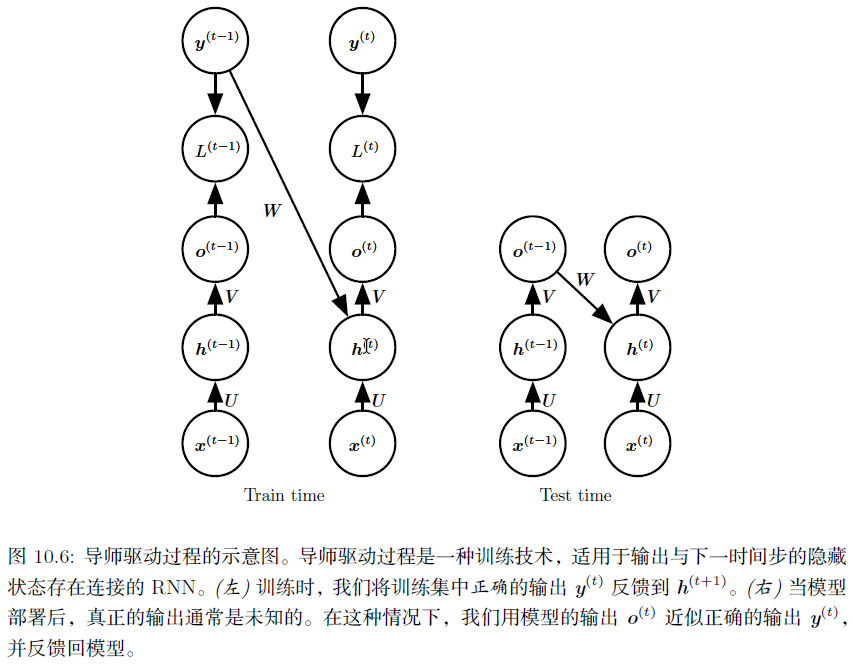 y(t−1) y(t)
L(t−1) L(t)
W
o(t−1) o(t) o(t−1) o(t)
W
V V V V
h(t−1) h(t) h(t−1) h(t)
U U U U
x(t−1) x(t) x(t−1) x(t)
Train time Test time
图 10.6: 导师驱动过程的示意图。导师驱动过程是一种训练技术，适用于输出与下一时间步的隐藏
状态存在连接的 RNN。(左) 训练时，我们将训练集中正确的输出 y(t) 反馈到 h(t+1)。(右) 当模型
部署后，真正的输出通常是未知的。在这种情况下，我们用模型的输出 o(t) 近似正确的输出 y(t)，
并反馈回模型。